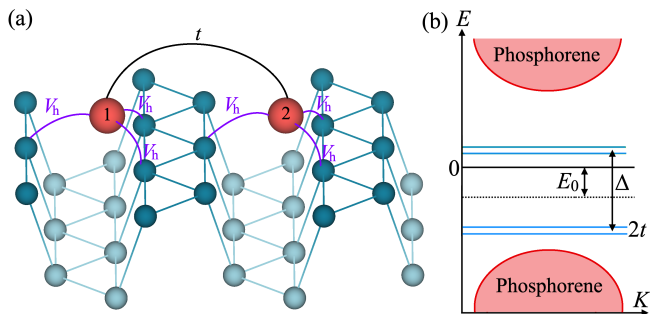 (a)
t
V_h
1
V_h
V_h
V_h
2
V_h
V_h
(b)
E
Phosphorene
0
E_0
Δ
2t
Phosphorene
K